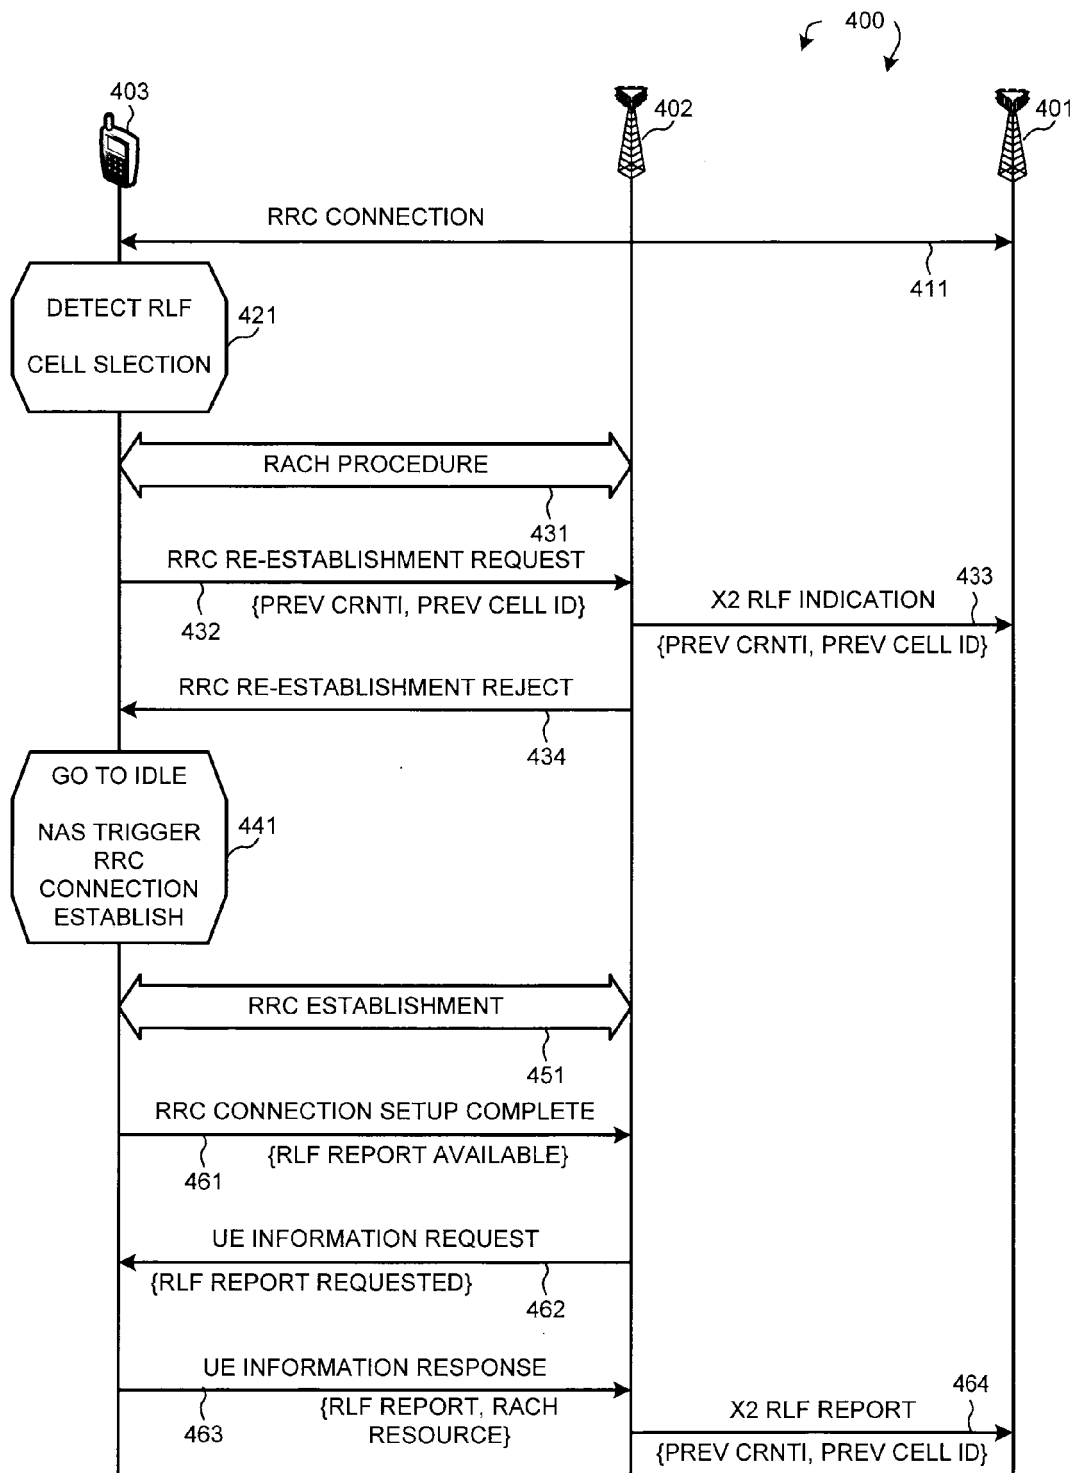 400
403
402
401
RRC CONNECTION
411
DETECT RLF
CELL SLECTION
421
RACH PROCEDURE
431
RRC RE-ESTABLISHMENT REQUEST
{PREV CRNTI, PREV CELL ID}
432
433
X2 RLF INDICATION
{PREV CRNTI, PREV CELL ID}
RRC RE-ESTABLISHMENT REJECT
434
GO TO IDLE
NAS TRIGGER
RRC
CONNECTION
ESTABLISH
441
RRC ESTABLISHMENT
451
RRC CONNECTION SETUP COMPLETE
{RLF REPORT AVAILABLE}
461
UE INFORMATION REQUEST
{RLF REPORT REQUESTED}
462
UE INFORMATION RESPONSE
{RLF REPORT, RACH
RESOURCE}
463
464
X2 RLF REPORT
{PREV CRNTI, PREV CELL ID}